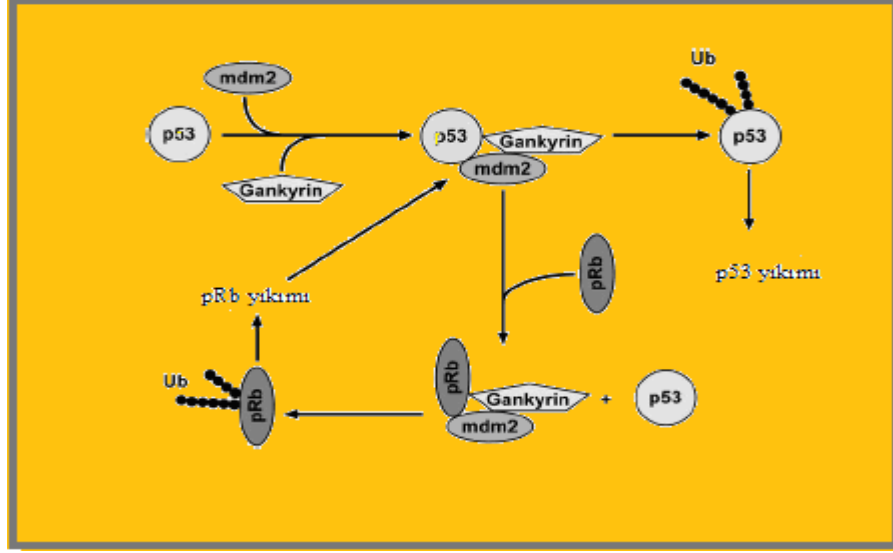 mdm2
Ub
p53
p53
Gankyrin
p53
Gankyrin
mdm2
pRb
p53 yıkımı
pRb yıkımı
pRb
Ub
pRb
Gankyrin
+
p53
mdm2